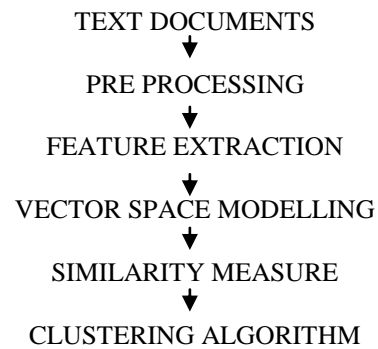 TEXT DOCUMENTS
PRE PROCESSING
FEATURE EXTRACTION
VECTOR SPACE MODELLING
SIMILARITY MEASURE
CLUSTERING ALGORITHM